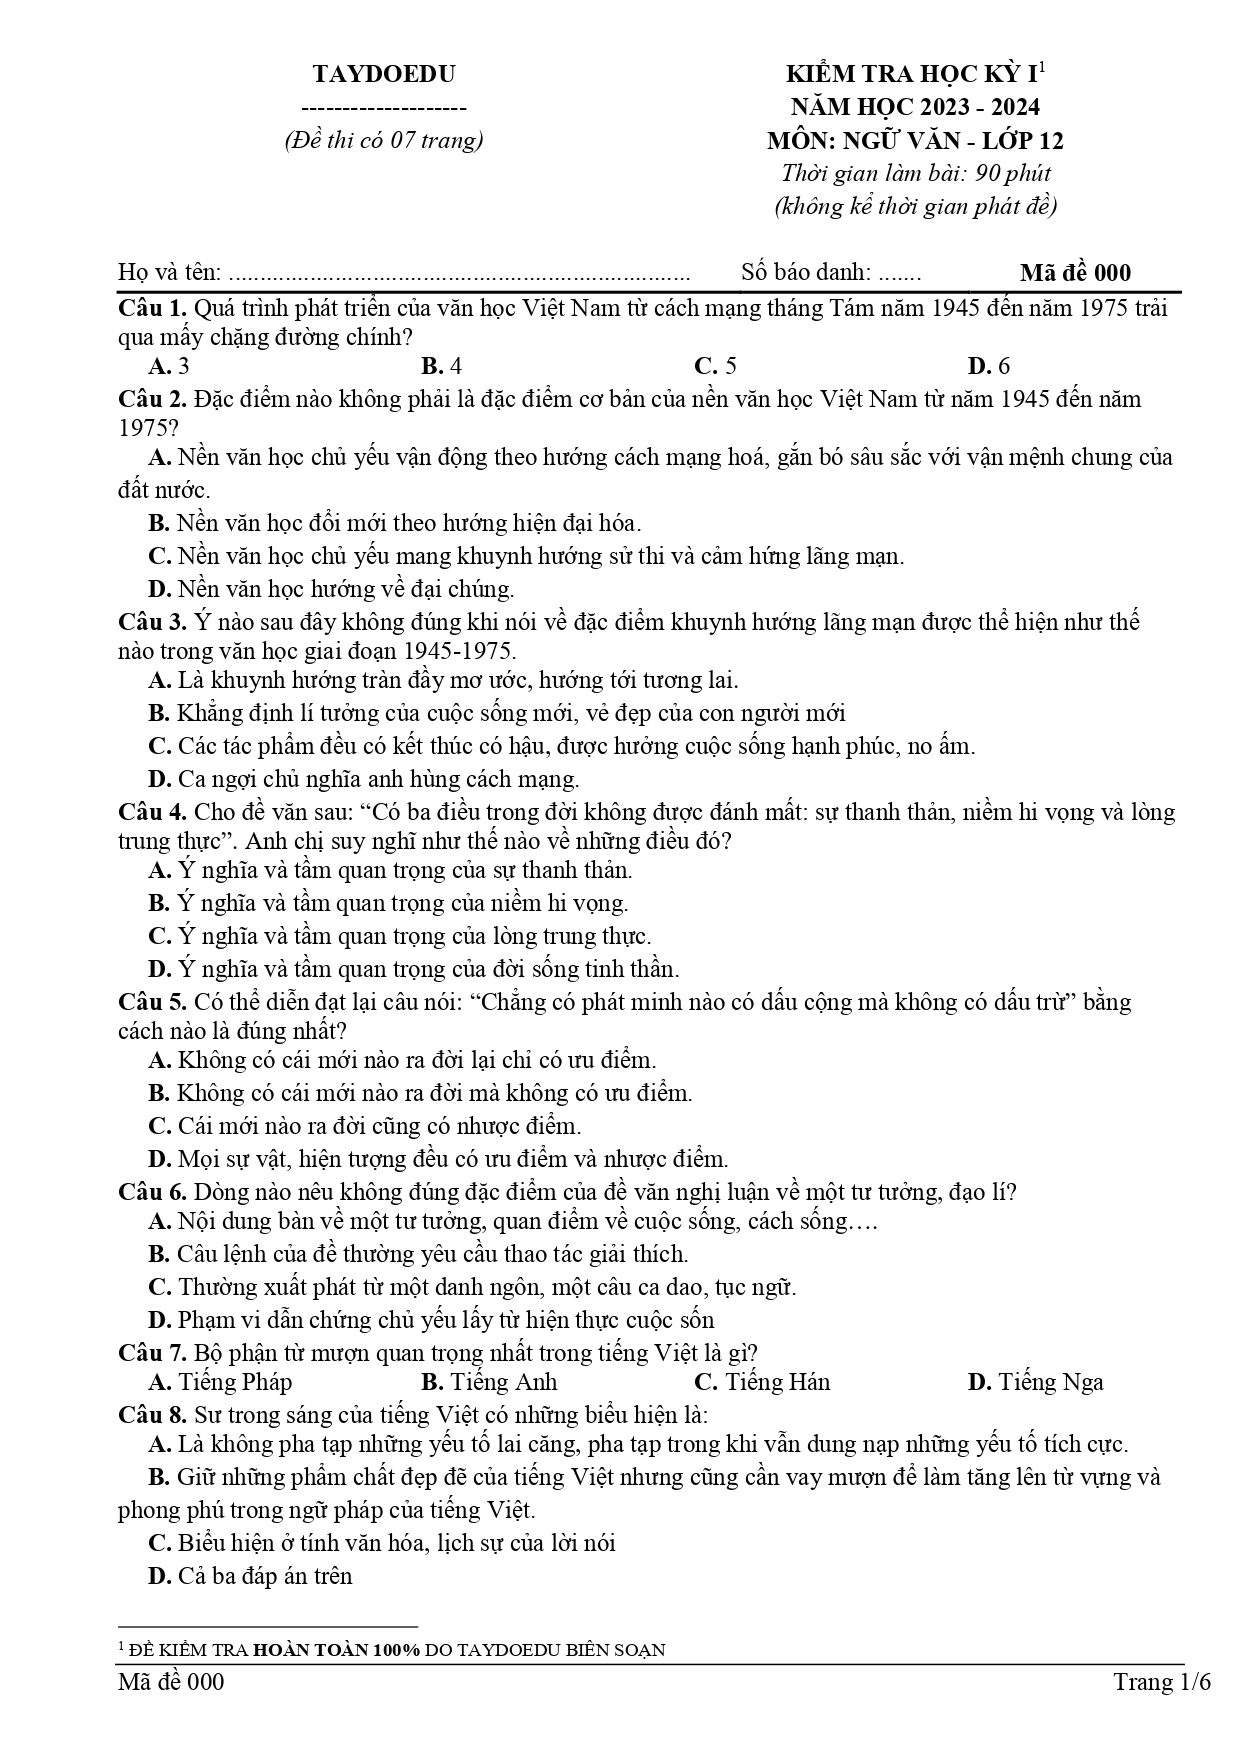 TAYDOEDU
--------------------
(Đề thi có 07 trang)
KIỂM TRA HỌC KỲ I1
NĂM HỌC 2023 - 2024
MÔN: NGỮ VĂN - LỚP 12
Thời gian làm bài: 90 phút
(không kể thời gian phát đề)
Họ và tên: .......................................................................... Số báo danh: ....... Mã đề 000
Câu 1. Quá trình phát triển của văn học Việt Nam từ cách mạng tháng Tám năm 1945 đến năm 1975 trải
qua mấy chặng đường chính?
A. 3 B. 4 C. 5 D. 6
Câu 2. Đặc điểm nào không phải là đặc điểm cơ bản của nền văn học Việt Nam từ năm 1945 đến năm
1975?
A. Nền văn học chủ yếu vận động theo hướng cách mạng hoá, gắn bó sâu sắc với vận mệnh chung của
đất nước.
B. Nền văn học đổi mới theo hướng hiện đại hóa.
C. Nền văn học chủ yếu mang khuynh hướng sử thi và cảm hứng lãng mạn.
D. Nền văn học hướng về đại chúng.
Câu 3. Ý nào sau đây không đúng khi nói về đặc điểm khuynh hướng lãng mạn được thể hiện như thế
nào trong văn học giai đoạn 1945-1975.
A. Là khuynh hướng tràn đầy mơ ước, hướng tới tương lai.
B. Khẳng định lí tưởng của cuộc sống mới, vẻ đẹp của con người mới
C. Các tác phẩm đều có kết thúc có hậu, được hưởng cuộc sống hạnh phúc, no ấm.
D. Ca ngợi chủ nghĩa anh hùng cách mạng.
Câu 4. Cho đề văn sau: “Có ba điều trong đời không được đánh mất: sự thanh thản, niềm hi vọng và lòng
trung thực”. Anh chị suy nghĩ như thế nào về những điều đó?
A. Ý nghĩa và tầm quan trọng của sự thanh thản.
B. Ý nghĩa và tầm quan trọng của niềm hi vọng.
C. Ý nghĩa và tầm quan trọng của lòng trung thực.
D. Ý nghĩa và tầm quan trọng của đời sống tinh thần.
Câu 5. Có thể diễn đạt lại câu nói: “Chẳng có phát minh nào có dấu cộng mà không có dấu trừ” bằng
cách nào là đúng nhất?
A. Không có cái mới nào ra đời lại chỉ có ưu điểm.
B. Không có cái mới nào ra đời mà không có ưu điểm.
C. Cái mới nào ra đời cũng có nhược điểm.
D. Mọi sự vật, hiện tượng đều có ưu điểm và nhược điểm.
Câu 6. Dòng nào nêu không đúng đặc điểm của đề văn nghị luận về một tư tưởng, đạo lí?
A. Nội dung bàn về một tư tưởng, quan điểm về cuộc sống, cách sống….
B. Câu lệnh của đề thường yêu cầu thao tác giải thích.
C. Thường xuất phát từ một danh ngôn, một câu ca dao, tục ngữ.
D. Phạm vi dẫn chứng chủ yếu lấy từ hiện thực cuộc sốn
Câu 7. Bộ phận từ mượn quan trọng nhất trong tiếng Việt là gì?
A. Tiếng Pháp B. Tiếng Anh C. Tiếng Hán D. Tiếng Nga
Câu 8. Sư trong sáng của tiếng Việt có những biểu hiện là:
A. Là không pha tạp những yếu tố lai căng, pha tạp trong khi vẫn dung nạp những yếu tố tích cực.
B. Giữ những phẩm chất đẹp đẽ của tiếng Việt nhưng cũng cần vay mượn để làm tăng lên từ vựng và
phong phú trong ngữ pháp của tiếng Việt.
C. Biểu hiện ở tính văn hóa, lịch sự của lời nói
D. Cả ba đáp án trên
1 ĐỀ KIỂM TRA HOÀN TOÀN 100% DO TAYDOEDU BIÊN SOẠN
Mã đề 000 Trang 1/6